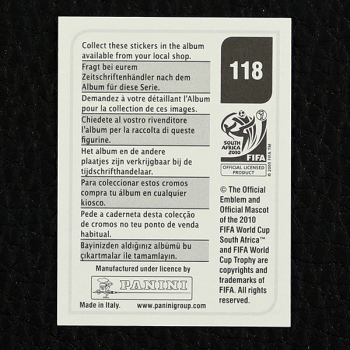 Collect these stickers in the album
available from your local shop.
Fragt bei eurem
Zeitschriftenhändler nach dem
Album für diese Serie.
Demandez à votre détaillant l'Album
pour la collection de ces images.
Chiedete al vostro rivenditore
l'album per la raccolta di queste
figurine.
Het album en de andere
plaatjes zijn verkrijgbaar bij de
tijdschrifthandelaar.
Para coleccionar estos cromos
compra tu álbum en cualquier
kiosco.
Pede a caderneta desta colecção
de cromos no teu ponto de venda
habitual.
Bayinizden aldığınız albümü bu
çıkartmalar ile tamamlayın.
Manufactured under licence by
PANINI
Made in Italy. www.paninigroup.com
118
SOUTH
AFRICA
2010
FIFA
OFFICIAL LICENSED
PRODUCT
© 2005 FIFA TM
© The Official
Emblem and
Official Mascot
of the 2010
FIFA World Cup
South Africa™
and FIFA World
Cup Trophy are
copyrights and
trademarks of
FIFA. All rights
reserved.